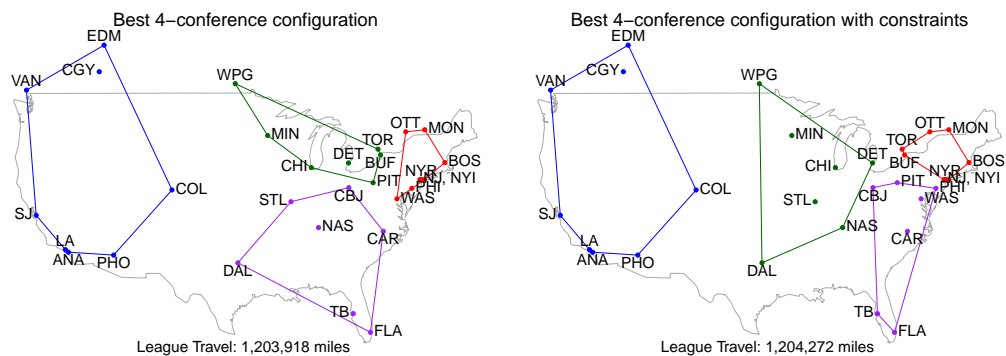 Best 4−conference configuration
EDM
CGY
VAN
WPG
MIN
CHI
DET
TOR
BUF
PIT
OTT
MON
BOS
NYR
NJ, NYI
PHI
WAS
COL
STL
CBJ
NAS
CAR
SJ
LA
ANA
PHO
DAL
TB
FLA
League Travel: 1,203,918 miles
Best 4−conference configuration with constraints
EDM
CGY
VAN
WPG
MIN
CHI
DET
OTT
MON
TOR
BUF
BOS
NYR
NJ, NYI
PIT
PHI
CBJ
WAS
COL
STL
NAS
CAR
SJ
LA
ANA
PHO
DAL
TB
FLA
League Travel: 1,204,272 miles